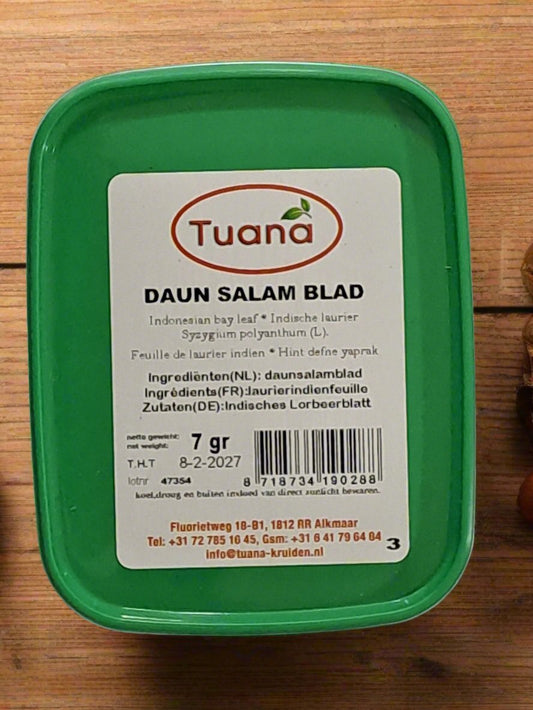 Tuana
DAUN SALAM BLAD
Indonesian bay leaf * Indische laurier
Syzygium polyanthum (L).
Feuille de laurier indien * Hint defne yaprak
Ingrediënten(NL): daunsalamblad
Ingrédients(FR):laurierindienfeuille
Zutaten(DE):Indisches Lorbeerblatt
netto gewicht:
net weight: 7 gr
T.H.T 8-2-2027
lotnr 47354
8 718734 190288
koel,droog en buiten invloed van direct zonlicht bewaren.
Fluorietweg 18-B1, 1812 RR Alkmaar
Tel: +31 72 785 16 45, Gsm: +31 6 41 79 64 04
info@tuana-kruiden.nl
3